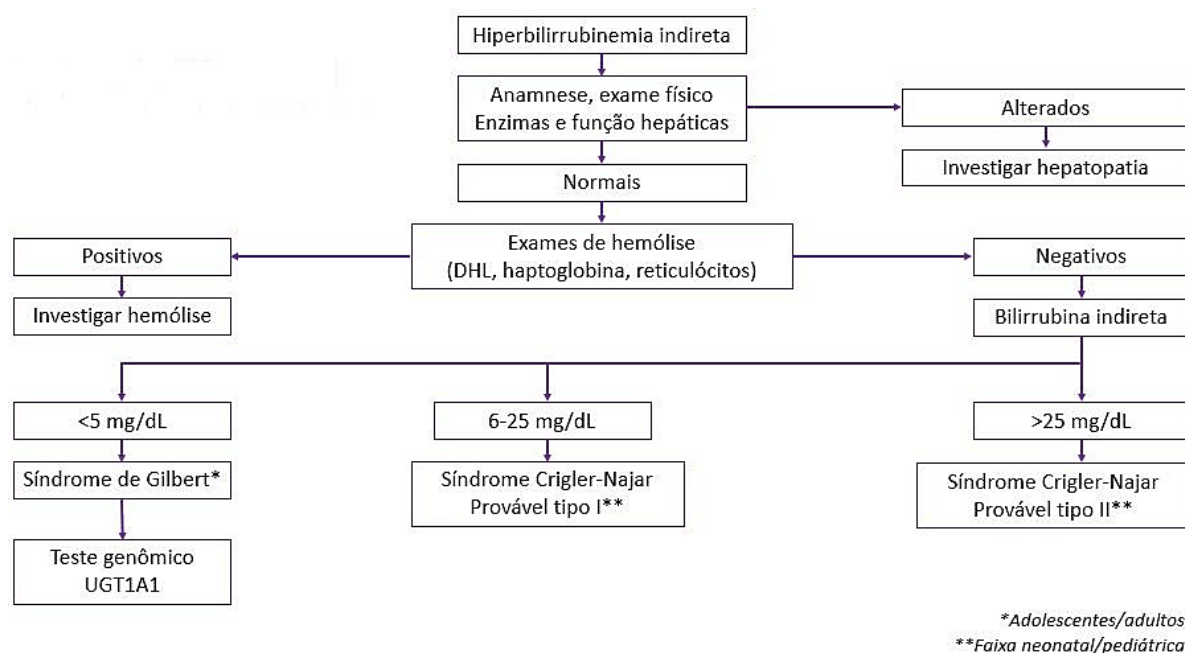 Hiperbilirrubinemia indireta
Anamnese, exame físico
Enzimas e função hepáticas
Alterados
Investigar hepatopatia
Normais
Exames de hemólise
(DHL, haptoglobina, reticulócitos)
Positivos
Investigar hemólise
Negativos
Bilirrubina indireta
<5 mg/dL
Síndrome de Gilbert*
Teste genômico
UGT1A1
6-25 mg/dL
Síndrome Crigler-Najar
Provável tipo I**
>25 mg/dL
Síndrome Crigler-Najar
Provável tipo II**
*Adolescentes/adultos
**Faixa neonatal/pediátrica